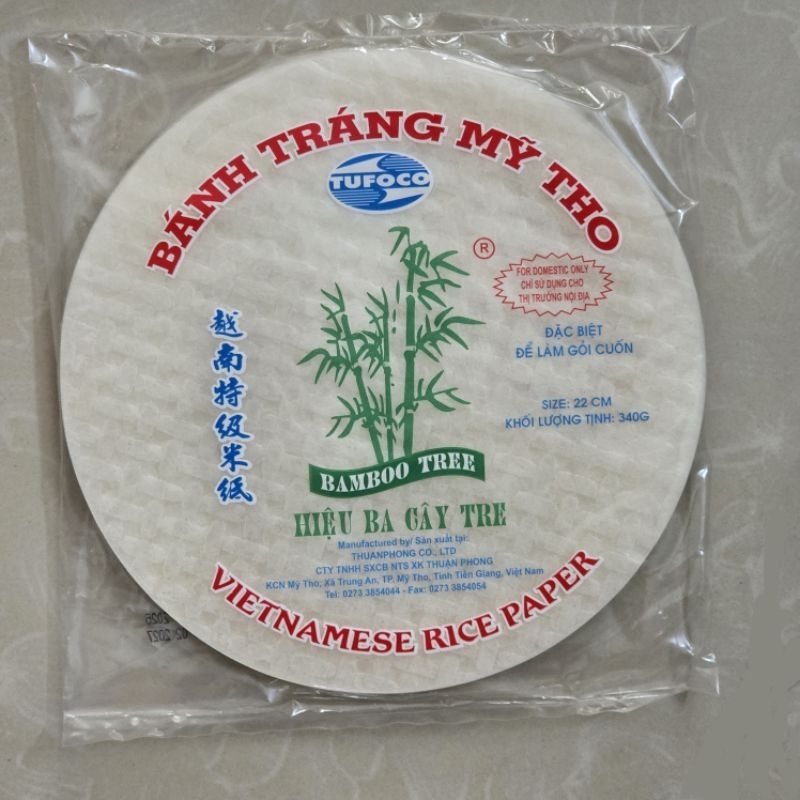 BÁNH TRÁNG MỸ THO
TUFOCO
®
FOR DOMESTIC ONLY
CHỈ SỬ DỤNG CHO
THỊ TRƯỜNG NỘI ĐỊA
ĐẶC BIỆT
ĐỂ LÀM GỎI CUỐN
SIZE: 22 CM
KHỐI LƯỢNG TỊNH: 340G
越南特级米纸
BAMBOO TREE
HIỆU BA CÂY TRE
Manufactured by/ Sản xuất tại:
THUANPHONG CO., LTD
CTY TNHH SXCB NTS XK THUẬN PHONG
KCN Mỹ Tho, Xã Trung An, TP. Mỹ Tho, Tỉnh Tiền Giang, Việt Nam
Tel: 0273 3854044 - Fax: 0273 3854054
VIETNAMESE RICE PAPER
2026
02 2027